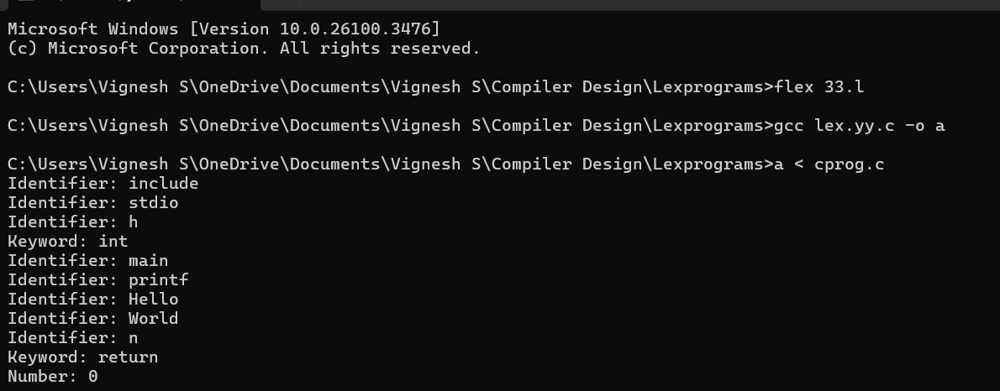 Microsoft Windows [Version 10.0.26100.3476]
(c) Microsoft Corporation. All rights reserved.
C:\Users\Vignesh S\OneDrive\Documents\Vignesh S\Compiler Design\Lexprograms>flex 33.l
C:\Users\Vignesh S\OneDrive\Documents\Vignesh S\Compiler Design\Lexprograms>gcc lex.yy.c -o a
C:\Users\Vignesh S\OneDrive\Documents\Vignesh S\Compiler Design\Lexprograms>a < cprog.c
Identifier: include
Identifier: stdio
Identifier: h
Keyword: int
Identifier: main
Identifier: printf
Identifier: Hello
Identifier: World
Identifier: n
Keyword: return
Number: 0